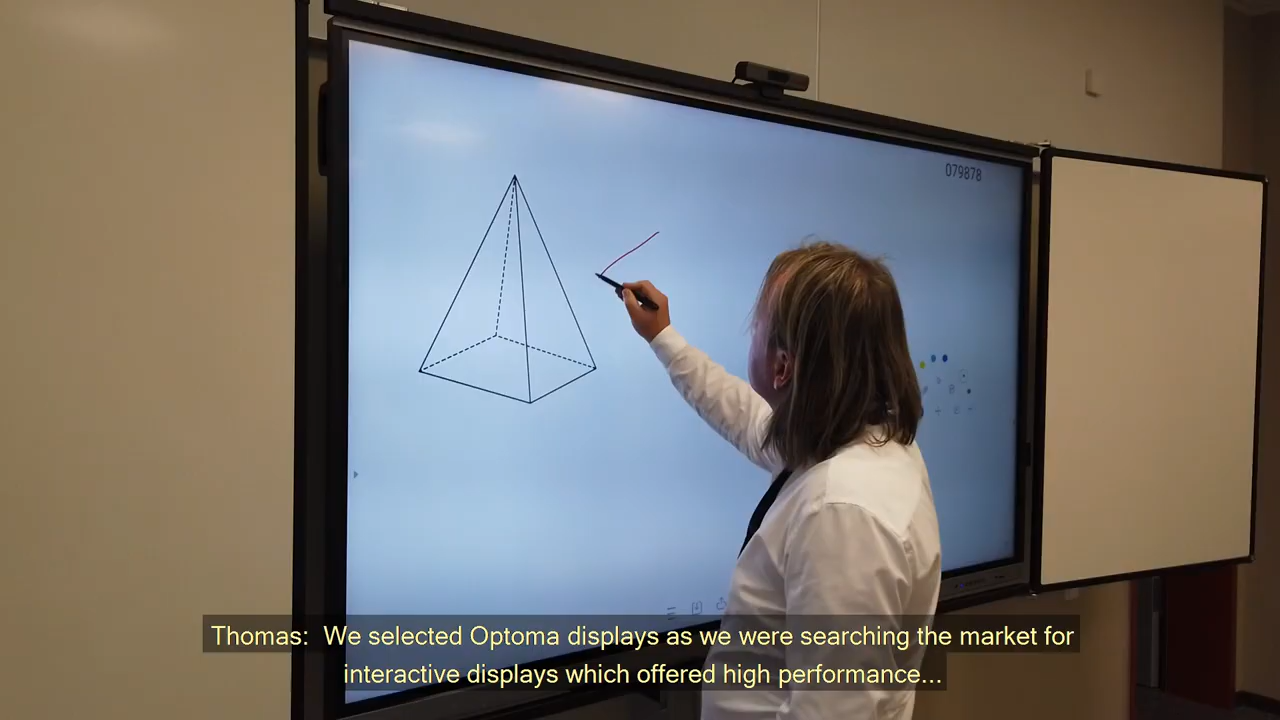 079878
Thomas:  We selected Optoma displays as we were searching the market for
interactive displays which offered high performance...